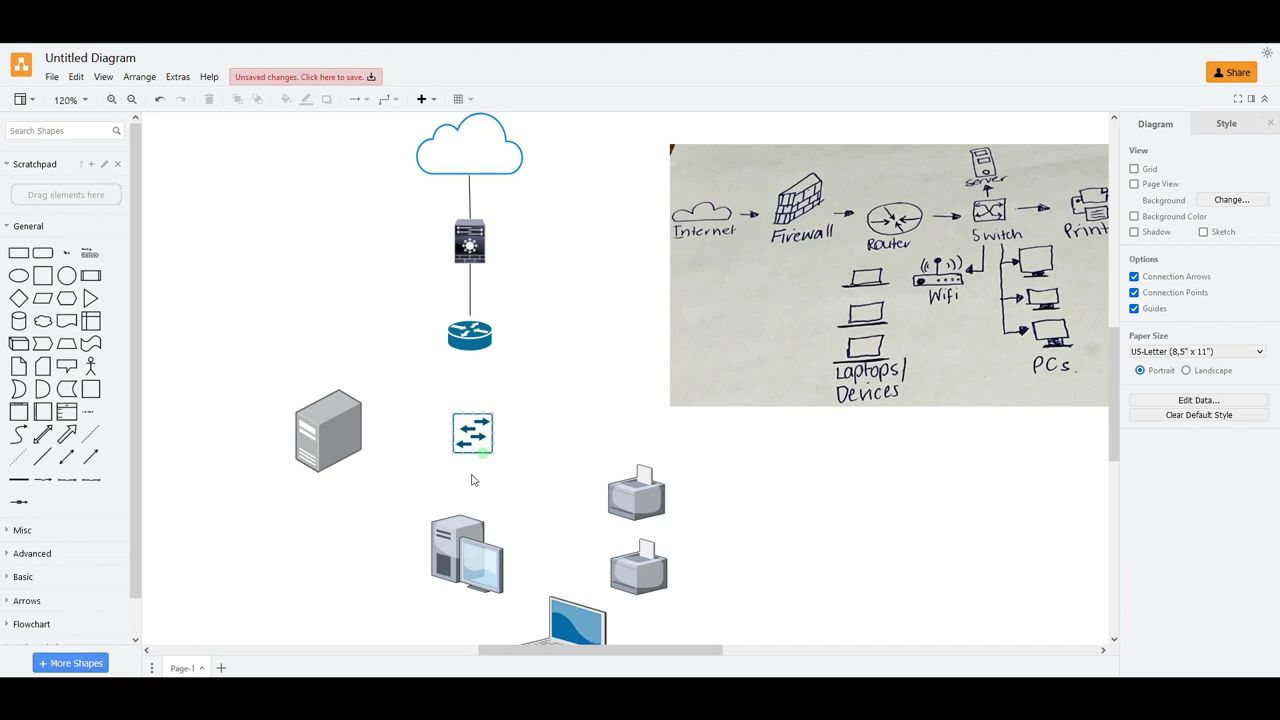 Untitled Diagram
File Edit View Arrange Extras Help Unsaved changes. Click here to save.
Share
120%
Search Shapes
Scratchpad
Drag elements here
General
Misc
Advanced
Basic
Arrows
Flowchart
+ More Shapes
Page-1
Internet
Firewall
Router
Server
Switch
Print
Wifi
Laptops/
Devices
PCs.
Diagram Style
View
Grid
Page View
Background Change...
Background Color
Shadow Sketch
Options
Connection Arrows
Connection Points
Guides
Paper Size
US-Letter (8,5" x 11")
Portrait Landscape
Edit Data...
Clear Default Style